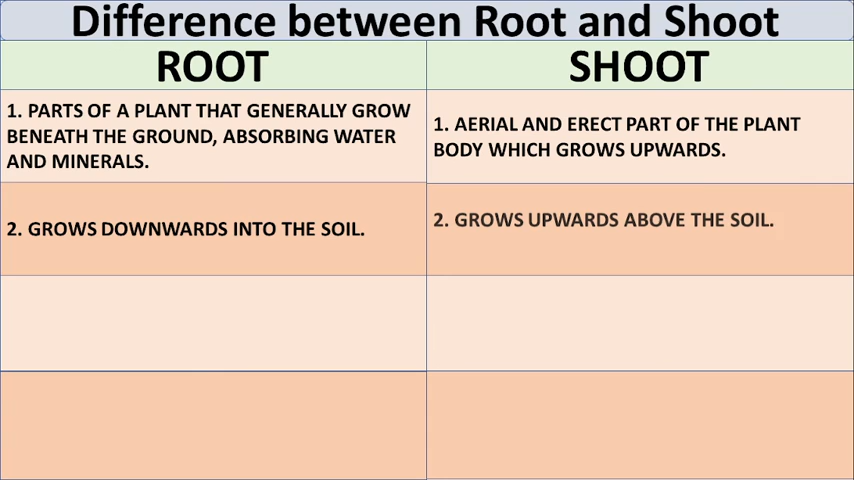 Difference between Root and Shoot
ROOT
SHOOT
1. PARTS OF A PLANT THAT GENERALLY GROW
BENEATH THE GROUND, ABSORBING WATER
AND MINERALS.
1. AERIAL AND ERECT PART OF THE PLANT
BODY WHICH GROWS UPWARDS.
2. GROWS DOWNWARDS INTO THE SOIL.
2. GROWS UPWARDS ABOVE THE SOIL.